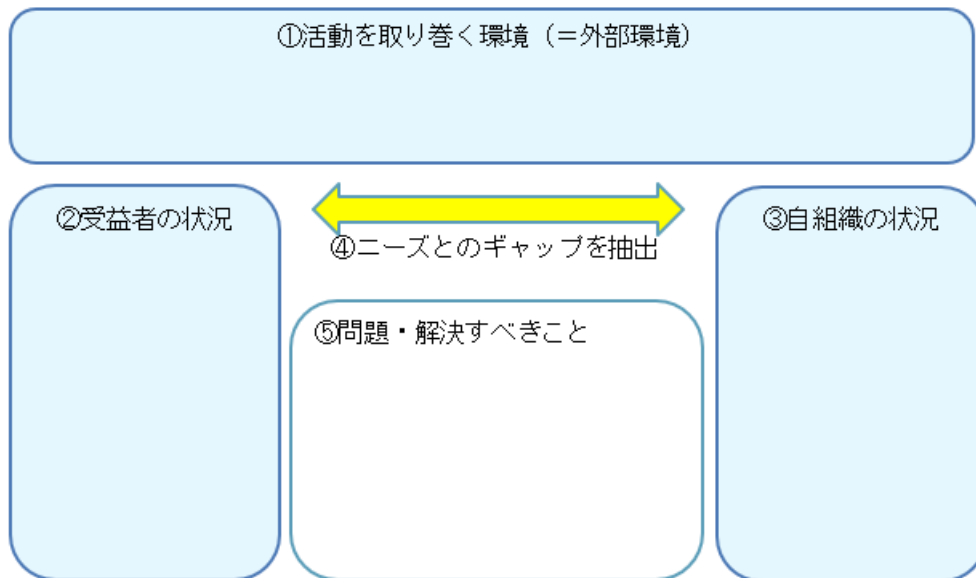 ①活動を取り巻く環境（＝外部環境）
②受益者の状況
③自組織の状況
④ニーズとのギャップを抽出
⑤問題・解決すべきこと